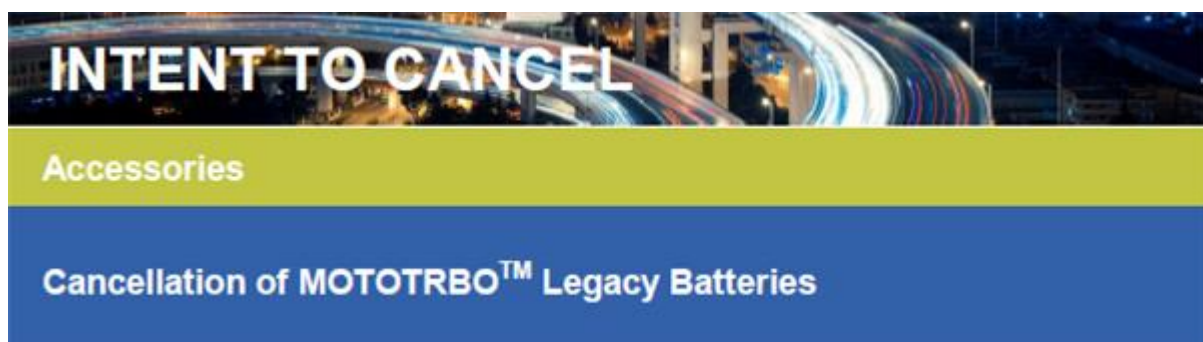 INTENT TO CANCEL
Accessories
Cancellation of MOTOTRBO™ Legacy Batteries